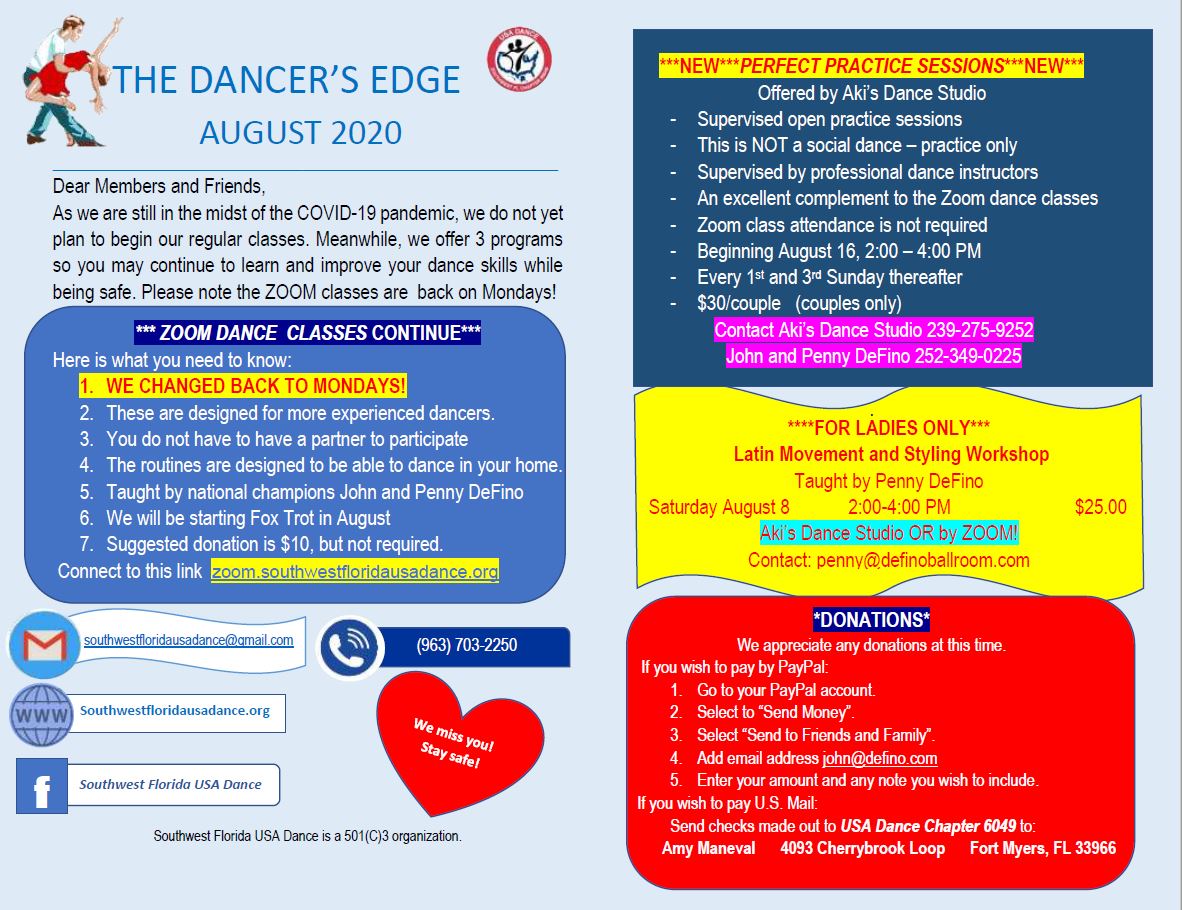 THE DANCER'S EDGE
AUGUST 2020
USA DANCE
Dear Members and Friends,
As we are still in the midst of the COVID-19 pandemic, we do not yet
plan to begin our regular classes. Meanwhile, we offer 3 programs
so you may continue to learn and improve your dance skills while
being safe. Please note the ZOOM classes are back on Mondays!
*** ZOOM DANCE CLASSES CONTINUE***
Here is what you need to know:
1. WE CHANGED BACK TO MONDAYS!
2. These are designed for more experienced dancers.
3. You do not have to have a partner to participate
4. The routines are designed to be able to dance in your home.
5. Taught by national champions John and Penny DeFino
6. We will be starting Fox Trot in August
7. Suggested donation is $10, but not required.
Connect to this link zoom.southwestfloridausadance.org
southwestfloridausadance@gmail.com
(963) 703-2250
WWW
Southwestfloridausadance.org
f
Southwest Florida USA Dance
We miss you!
Stay safe!
Southwest Florida USA Dance is a 501(C)3 organization.
***NEW***PERFECT PRACTICE SESSIONS***NEW***
Offered by Aki's Dance Studio
- Supervised open practice sessions
- This is NOT a social dance – practice only
- Supervised by professional dance instructors
- An excellent complement to the Zoom dance classes
- Zoom class attendance is not required
- Beginning August 16, 2:00 – 4:00 PM
- Every 1st and 3rd Sunday thereafter
- $30/couple (couples only)
Contact Aki's Dance Studio 239-275-9252
John and Penny DeFino 252-349-0225
****FOR LADIES ONLY***
Latin Movement and Styling Workshop
Taught by Penny DeFino
Saturday August 8 2:00-4:00 PM $25.00
Aki's Dance Studio OR by ZOOM!
Contact: penny@definoballroom.com
*DONATIONS*
We appreciate any donations at this time.
If you wish to pay by PayPal:
1. Go to your PayPal account.
2. Select to “Send Money”.
3. Select “Send to Friends and Family”.
4. Add email address john@defino.com
5. Enter your amount and any note you wish to include.
If you wish to pay U.S. Mail:
Send checks made out to USA Dance Chapter 6049 to:
Amy Maneval 4093 Cherrybrook Loop Fort Myers, FL 33966